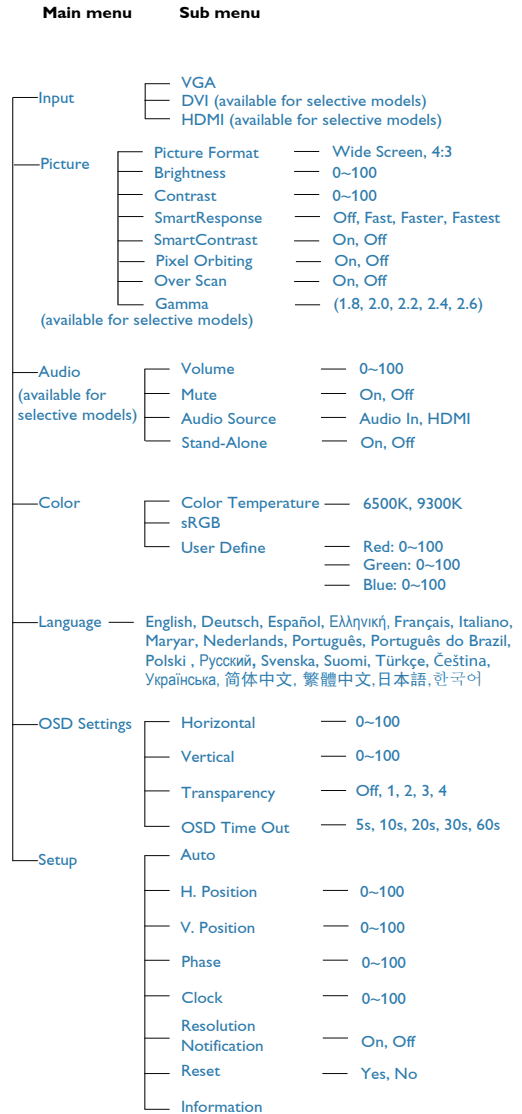 Main menu Sub menu
Input
VGA
DVI (available for selective models)
HDMI (available for selective models)
Picture
Picture Format Wide Screen, 4:3
Brightness 0~100
Contrast 0~100
SmartResponse Off, Fast, Faster, Fastest
SmartContrast On, Off
Pixel Orbiting On, Off
Over Scan On, Off
Gamma (1.8, 2.0, 2.2, 2.4, 2.6)
(available for selective models)
Audio
(available for
selective models)
Volume 0~100
Mute On, Off
Audio Source Audio In, HDMI
Stand-Alone On, Off
Color
Color Temperature 6500K, 9300K
sRGB
User Define Red: 0~100
Green: 0~100
Blue: 0~100
Language English, Deutsch, Español, Ελληνική, Français, Italiano,
Maryar, Nederlands, Português, Português do Brazil,
Polski , Русский, Svenska, Suomi, Türkçe, Čeština,
Українська, 简体中文, 繁體中文,日本語,한국어
OSD Settings
Horizontal 0~100
Vertical 0~100
Transparency Off, 1, 2, 3, 4
OSD Time Out 5s, 10s, 20s, 30s, 60s
Setup
Auto
H. Position 0~100
V. Position 0~100
Phase 0~100
Clock 0~100
Resolution
Notification On, Off
Reset Yes, No
Information